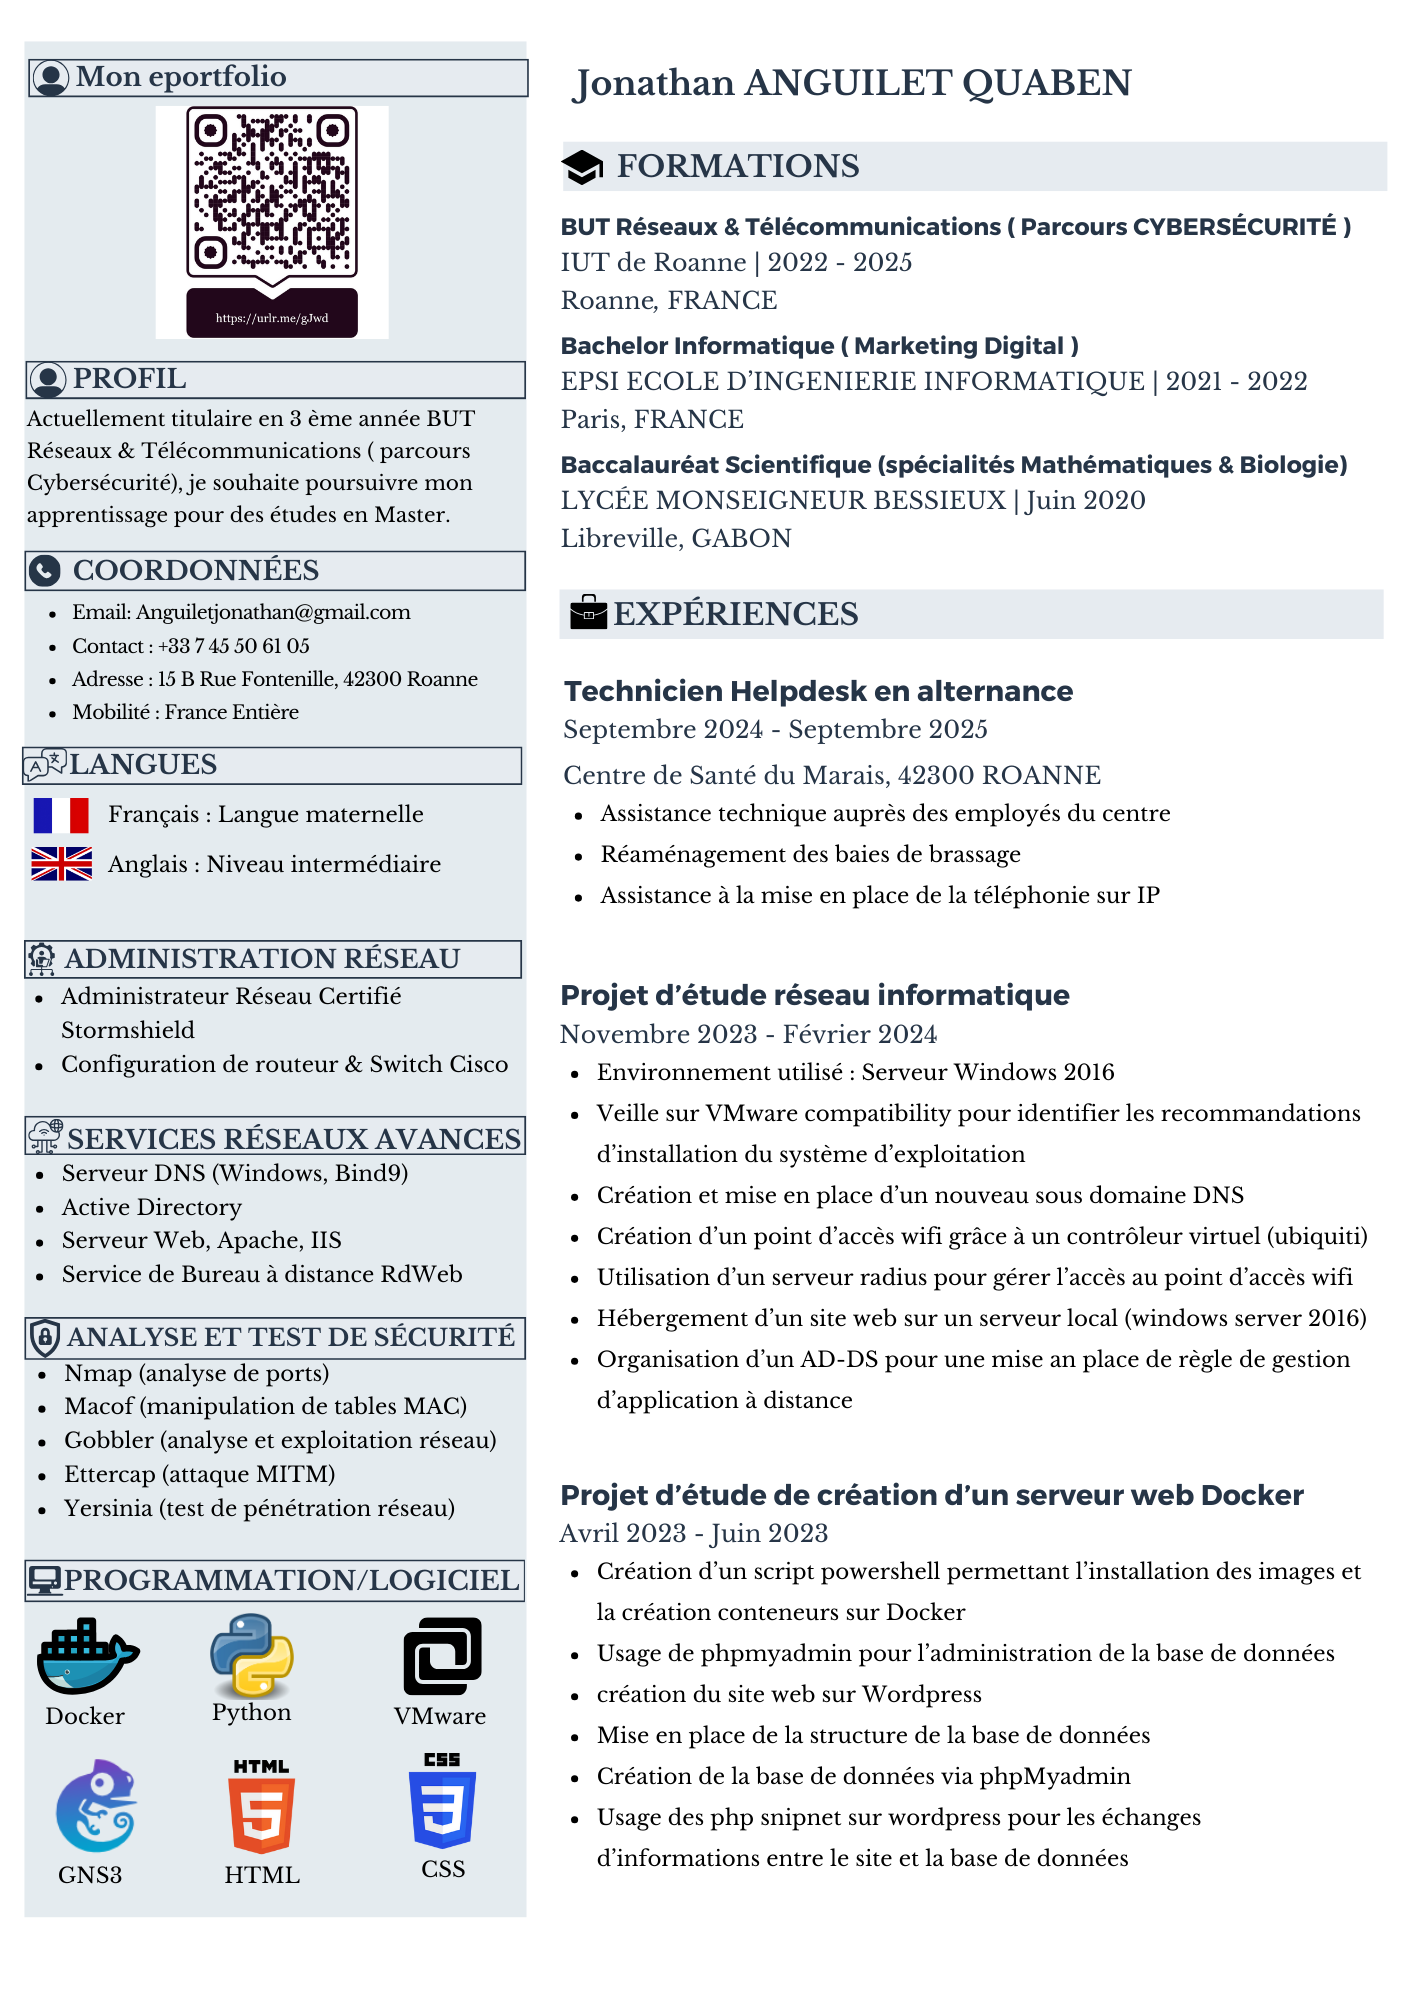 Mon eportfolio
https://urlr.me/gJwd
PROFIL
Actuellement titulaire en 3 ème année BUT
Réseaux & Télécommunications ( parcours
Cybersécurité), je souhaite poursuivre mon
apprentissage pour des études en Master.
COORDONNÉES
• Email: Anguiletjonathan@gmail.com
• Contact : +33 7 45 50 61 05
• Adresse : 15 B Rue Fontenille, 42300 Roanne
• Mobilité : France Entière
LANGUES
Français : Langue maternelle
Anglais : Niveau intermédiaire
ADMINISTRATION RÉSEAU
• Administrateur Réseau Certifié
Stormshield
• Configuration de routeur & Switch Cisco
SERVICES RÉSEAUX AVANCES
• Serveur DNS (Windows, Bind9)
• Active Directory
• Serveur Web, Apache, IIS
• Service de Bureau à distance RdWeb
ANALYSE ET TEST DE SÉCURITÉ
• Nmap (analyse de ports)
• Macof (manipulation de tables MAC)
• Gobbler (analyse et exploitation réseau)
• Ettercap (attaque MITM)
• Yersinia (test de pénétration réseau)
PROGRAMMATION/LOGICIEL
Docker
Python
VMware
GNS3
HTML
HTML
CSS
CSS
Jonathan ANGUILET QUABEN
FORMATIONS
BUT Réseaux & Télécommunications ( Parcours CYBERSÉCURITÉ )
IUT de Roanne | 2022 - 2025
Roanne, FRANCE
Bachelor Informatique ( Marketing Digital )
EPSI ECOLE D’INGENIERIE INFORMATIQUE | 2021 - 2022
Paris, FRANCE
Baccalauréat Scientifique (spécialités Mathématiques & Biologie)
LYCÉE MONSEIGNEUR BESSIEUX | Juin 2020
Libreville, GABON
EXPÉRIENCES
Technicien Helpdesk en alternance
Septembre 2024 - Septembre 2025
Centre de Santé du Marais, 42300 ROANNE
• Assistance technique auprès des employés du centre
• Réaménagement des baies de brassage
• Assistance à la mise en place de la téléphonie sur IP
Projet d’étude réseau informatique
Novembre 2023 - Février 2024
• Environnement utilisé : Serveur Windows 2016
• Veille sur VMware compatibility pour identifier les recommandations
d’installation du système d’exploitation
• Création et mise en place d’un nouveau sous domaine DNS
• Création d’un point d’accès wifi grâce à un contrôleur virtuel (ubiquiti)
• Utilisation d’un serveur radius pour gérer l’accès au point d’accès wifi
• Hébergement d’un site web sur un serveur local (windows server 2016)
• Organisation d’un AD-DS pour une mise an place de règle de gestion
d’application à distance
Projet d’étude de création d’un serveur web Docker
Avril 2023 - Juin 2023
• Création d’un script powershell permettant l’installation des images et
la création conteneurs sur Docker
• Usage de phpmyadmin pour l’administration de la base de données
• création du site web sur Wordpress
• Mise en place de la structure de la base de données
• Création de la base de données via phpMyadmin
• Usage des php snipnet sur wordpress pour les échanges
d’informations entre le site et la base de données